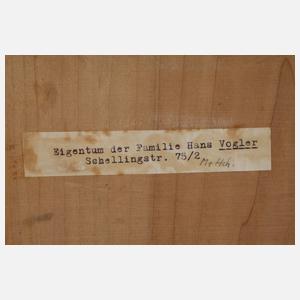 Eigentum der Familie Hans Vogler
Schellingstr. 75/2